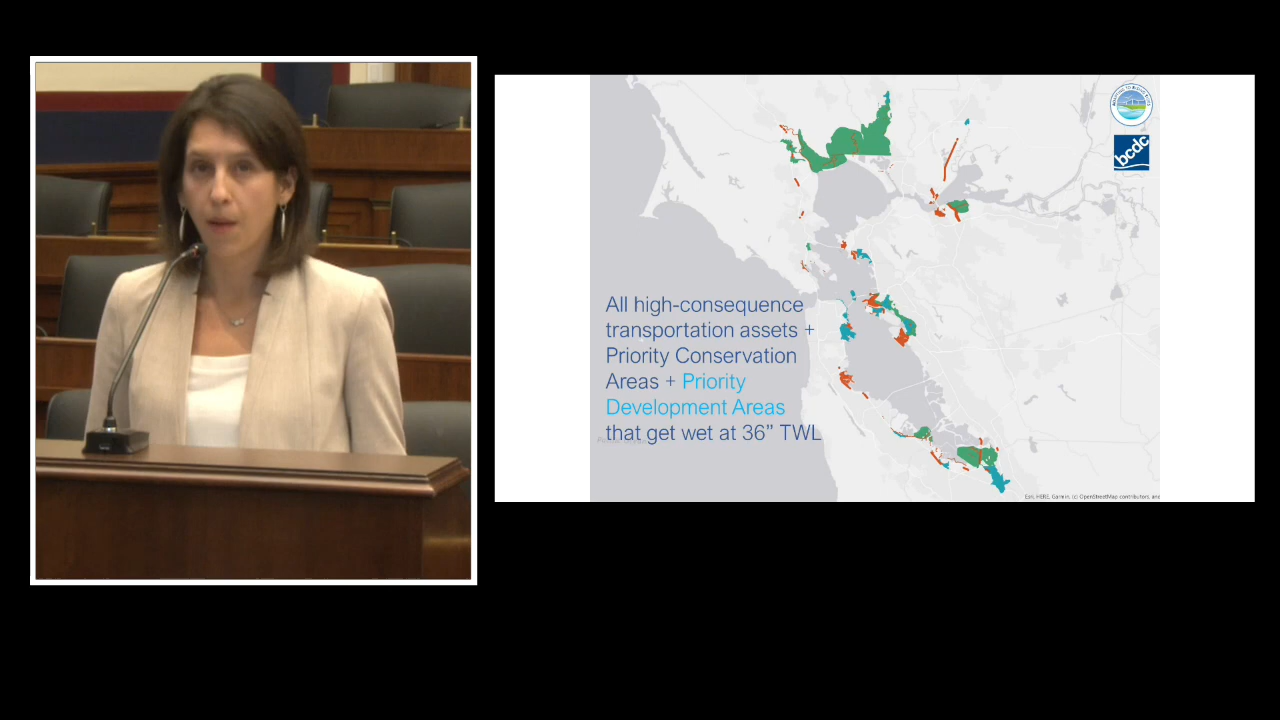 bcdc
All high-consequence
transportation assets +
Priority Conservation
Areas + Priority
Development Areas
that get wet at 36” TWL
Esri, HERE, Garmin, (c) OpenStreetMap contributors, and